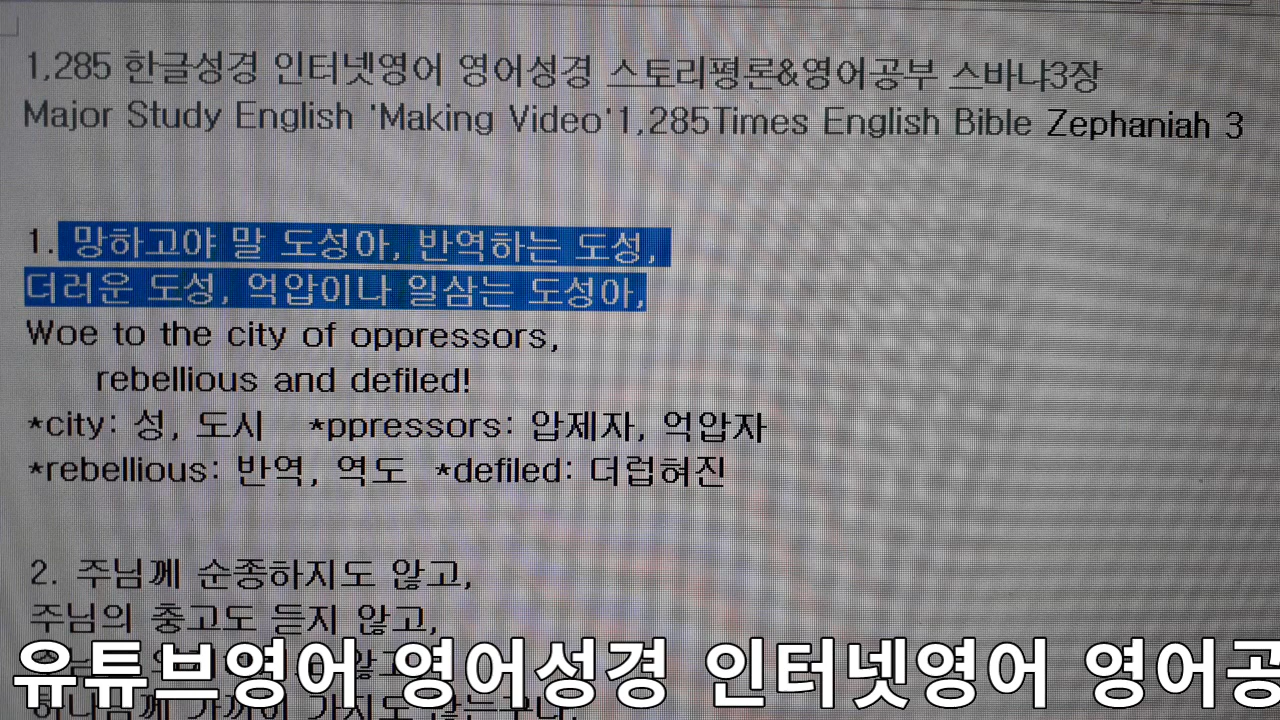 1,285 한글성경 인터넷영어 영어성경 스토리평론&영어공부 스바냐3장
Major Study English 'Making Video'1,285Times English Bible Zephaniah 3
1. 망하고야 말 도성아, 반역하는 도성,
더러운 도성, 억압이나 일삼는 도성아,
Woe to the city of oppressors,
rebellious and defiled!
*city: 성, 도시 *ppressors: 압제자, 억압자
*rebellious: 반역, 역도 *defiled: 더럽혀진
2. 주님께 순종하지도 않고,
주님의 충고도 듣지 않고,
유튜브영어 영어성경 인터넷영어 영어공